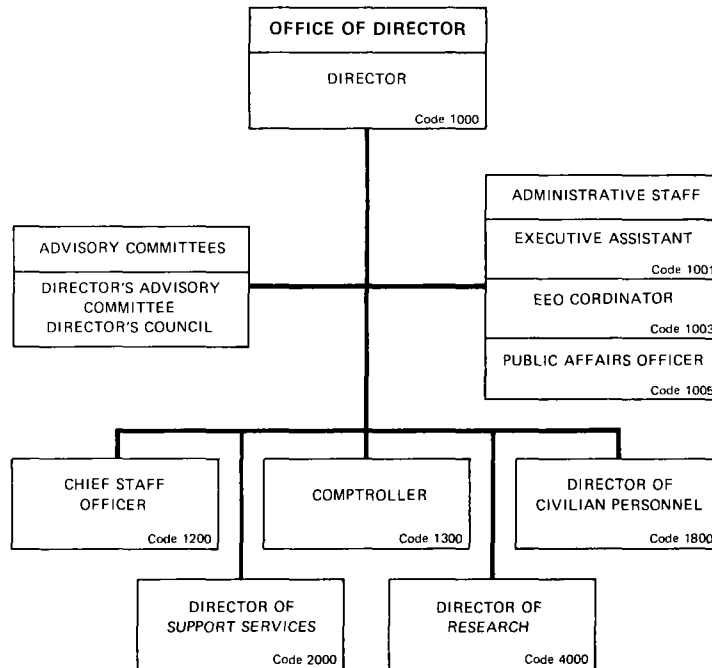 OFFICE OF DIRECTOR
DIRECTOR
Code 1000
ADMINISTRATIVE STAFF
EXECUTIVE ASSISTANT
Code 1001
EEO CORDINATOR
Code 1003
PUBLIC AFFAIRS OFFICER
Code 1005
ADVISORY COMMITTEES
DIRECTOR'S ADVISORY
COMMITTEE
DIRECTOR'S COUNCIL
CHIEF STAFF
OFFICER
Code 1200
COMPTROLLER
Code 1300
DIRECTOR OF
CIVILIAN PERSONNEL
Code 1800
DIRECTOR OF
SUPPORT SERVICES
Code 2000
DIRECTOR OF
RESEARCH
Code 4000